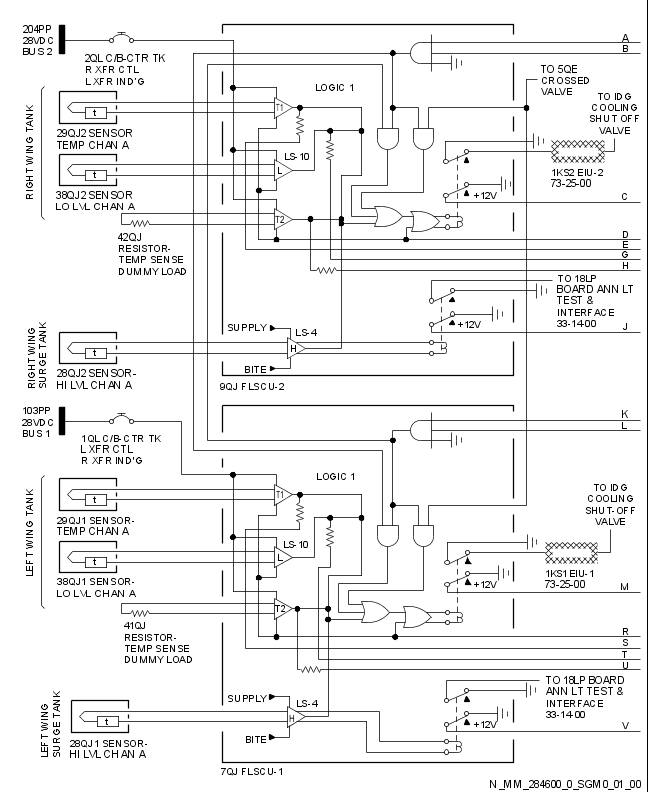 204PP
28VDC
BUS 2
2QL C/B-CTR TK
R XFR CTL
L XFR IND'G
A
B
TO 5QE
CROSSED
VALVE
TO IDG
COOLING
SHUT OFF
VALVE
LOGIC 1
RIGHT WING TANK
t
29QJ2 SENSOR
TEMP CHAN A
T1
LS-10
t
38QJ2 SENSOR
LO LVL CHAN A
L
1KS2 EIU-2
73-25-00
+12V
C
T2
42QJ
RESISTOR-
TEMP SENSE
DUMMY LOAD
D
E
G
H
TO 18LP
BOARD ANN LT
TEST &
INTERFACE
33-14-00
RIGHT WING
SURGE TANK
SUPPLY
LS-4
+12V
J
t
H
28QJ2 SENSOR-
HI LVL CHAN A
BITE
9QJ FLSCU-2
103PP
28VDC
BUS 1
1QL C/B-CTR TK
L XFR CTL
R XFR IND'G
K
L
LOGIC 1
TO IDG
COOLING
SHUT-OFF
VALVE
LEFT WING TANK
t
29QJ1 SENSOR-
TEMP CHAN A
T1
LS-10
t
38QJ1 SENSOR-
LO LVL CHAN A
L
1KS1 EIU-1
73-25-00
+12V
M
T2
41QJ
RESISTOR-
TEMP SENSE
DUMMY LOAD
R
S
T
U
TO 18LP BOARD
ANN LT TEST &
INTERFACE
33-14-00
LEFT WING
SURGE TANK
SUPPLY
LS-4
+12V
V
t
H
28QJ1 SENSOR-
HI LVL CHAN A
BITE
7QJ FLSCU-1
N_MM_284600_0_SGM0_01_00